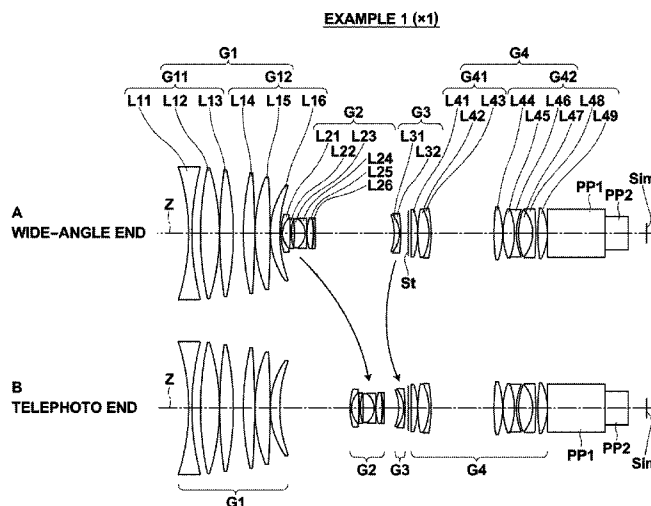 EXAMPLE 1 (×1)
G1
G4
G11 G12
G41 G42
L11 L12 L13 L14 L15 L16
G2 G3
L41 L43 L44 L46 L48
L42 L45 L47 L49
L21 L23 L31
L22 L24 L32
L25
L26
PP1
PP2
Sim
A
WIDE-ANGLE END
Z
St
B
TELEPHOTO END
Z
G1
G2 G3 G4
PP1
PP2
Sim